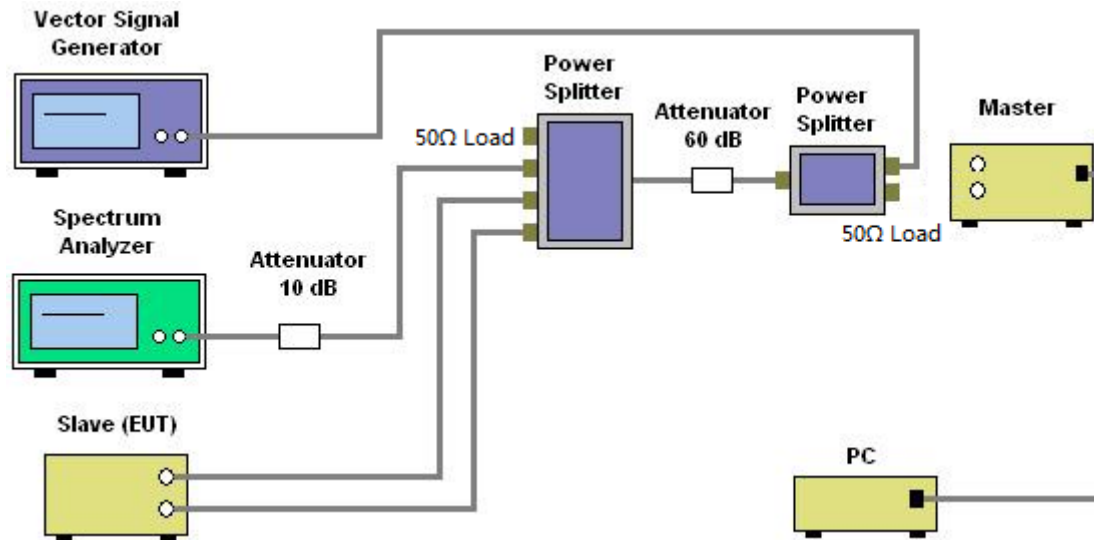 Vector Signal
Generator
Power
Splitter
Attenuator
60 dB
Power
Splitter
Master
50Ω Load
50Ω Load
Spectrum
Analyzer
Attenuator
10 dB
Slave (EUT)
PC